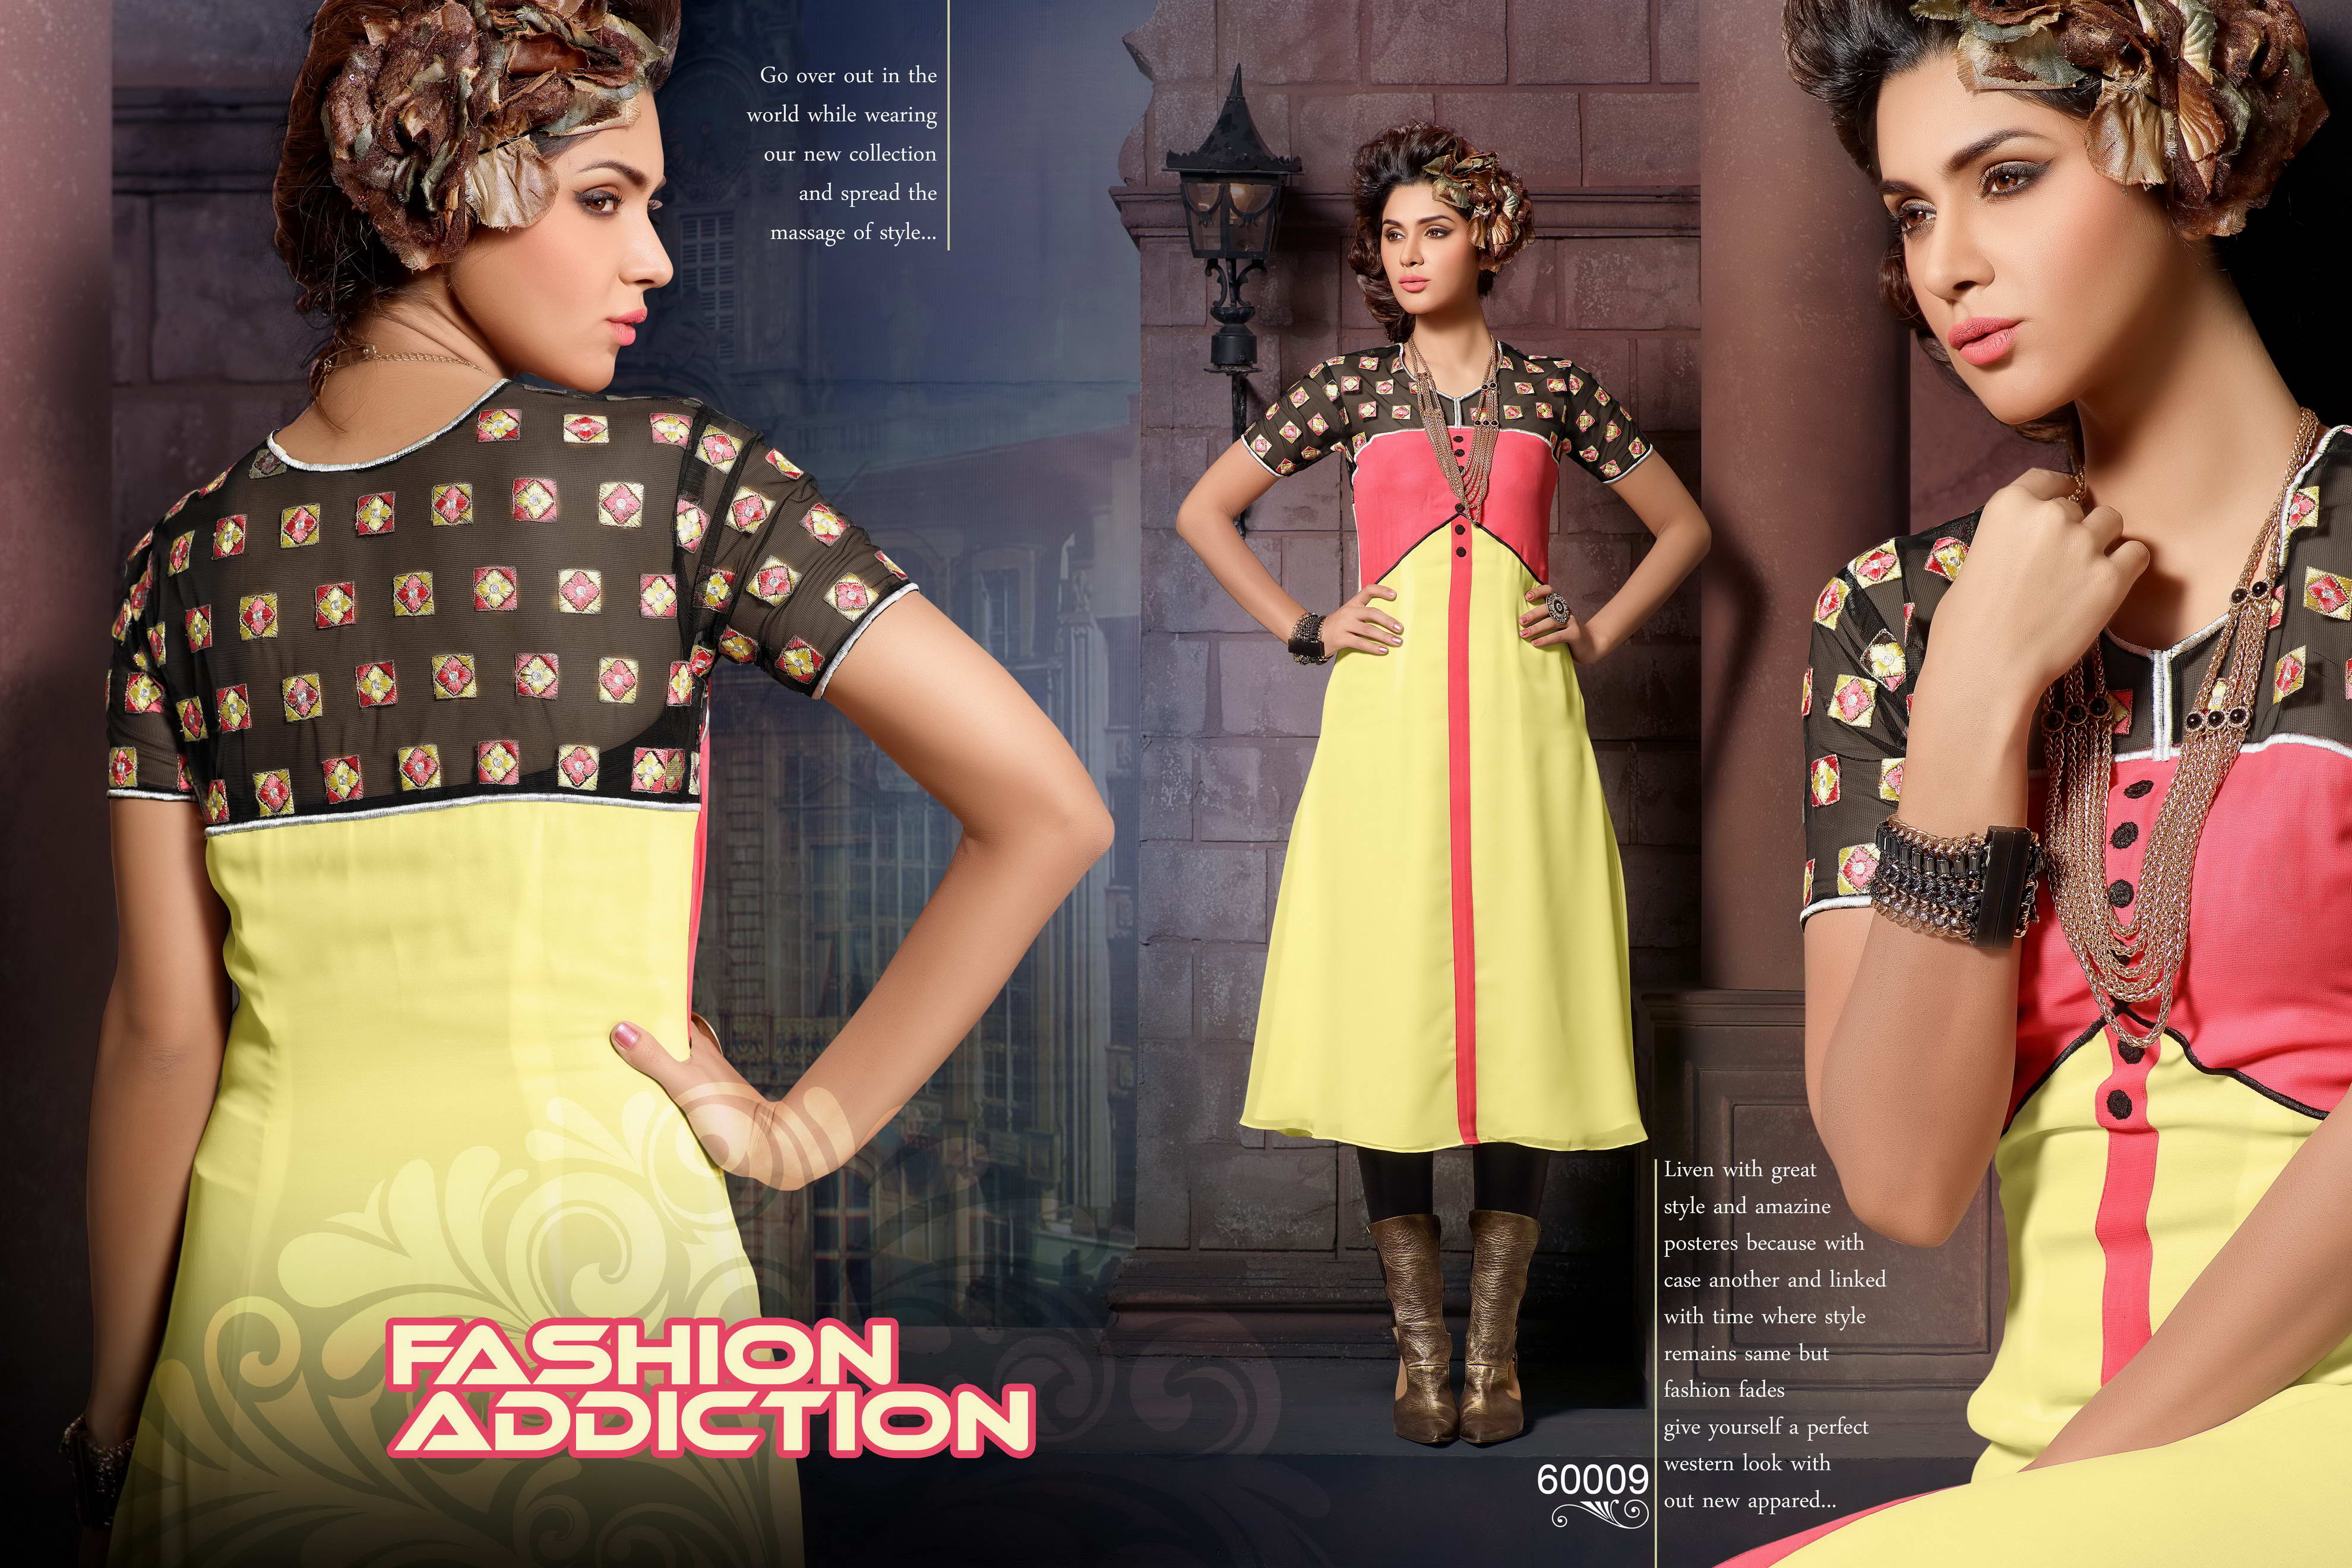 Go over out in the
world while wearing
our new collection
and spread the
massage of style...
FASHION
ADDICTION
60009
Liven with great
style and amazine
posteres because with
case another and linked
with time where style
remains same but
fashion fades
give yourself a perfect
western look with
out new appared...